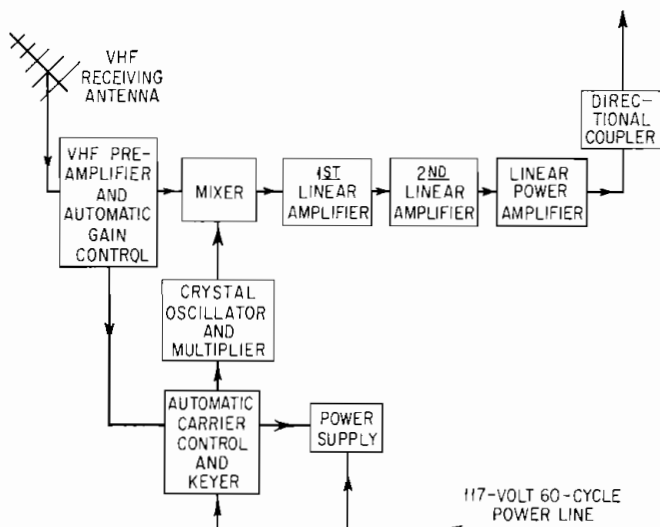 VHF
RECEIVING
ANTENNA
DIREC-
TIONAL
COUPLER
VHF PRE-
AMPLIFIER
AND
AUTOMATIC
GAIN
CONTROL
MIXER
1ST
LINEAR
AMPLIFIER
2ND
LINEAR
AMPLIFIER
LINEAR
POWER
AMPLIFIER
CRYSTAL
OSCILLATOR
AND
MULTIPLIER
AUTOMATIC
CARRIER
CONTROL
AND
KEYER
POWER
SUPPLY
117-VOLT 60-CYCLE
POWER LINE